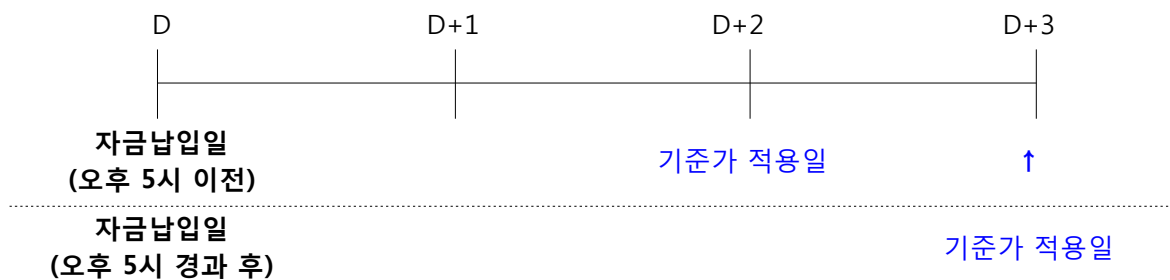 D D+1 D+2 D+3
자금납입일
(오후 5시 이전)
기준가 적용일 ↑
자금납입일
(오후 5시 경과 후)
기준가 적용일